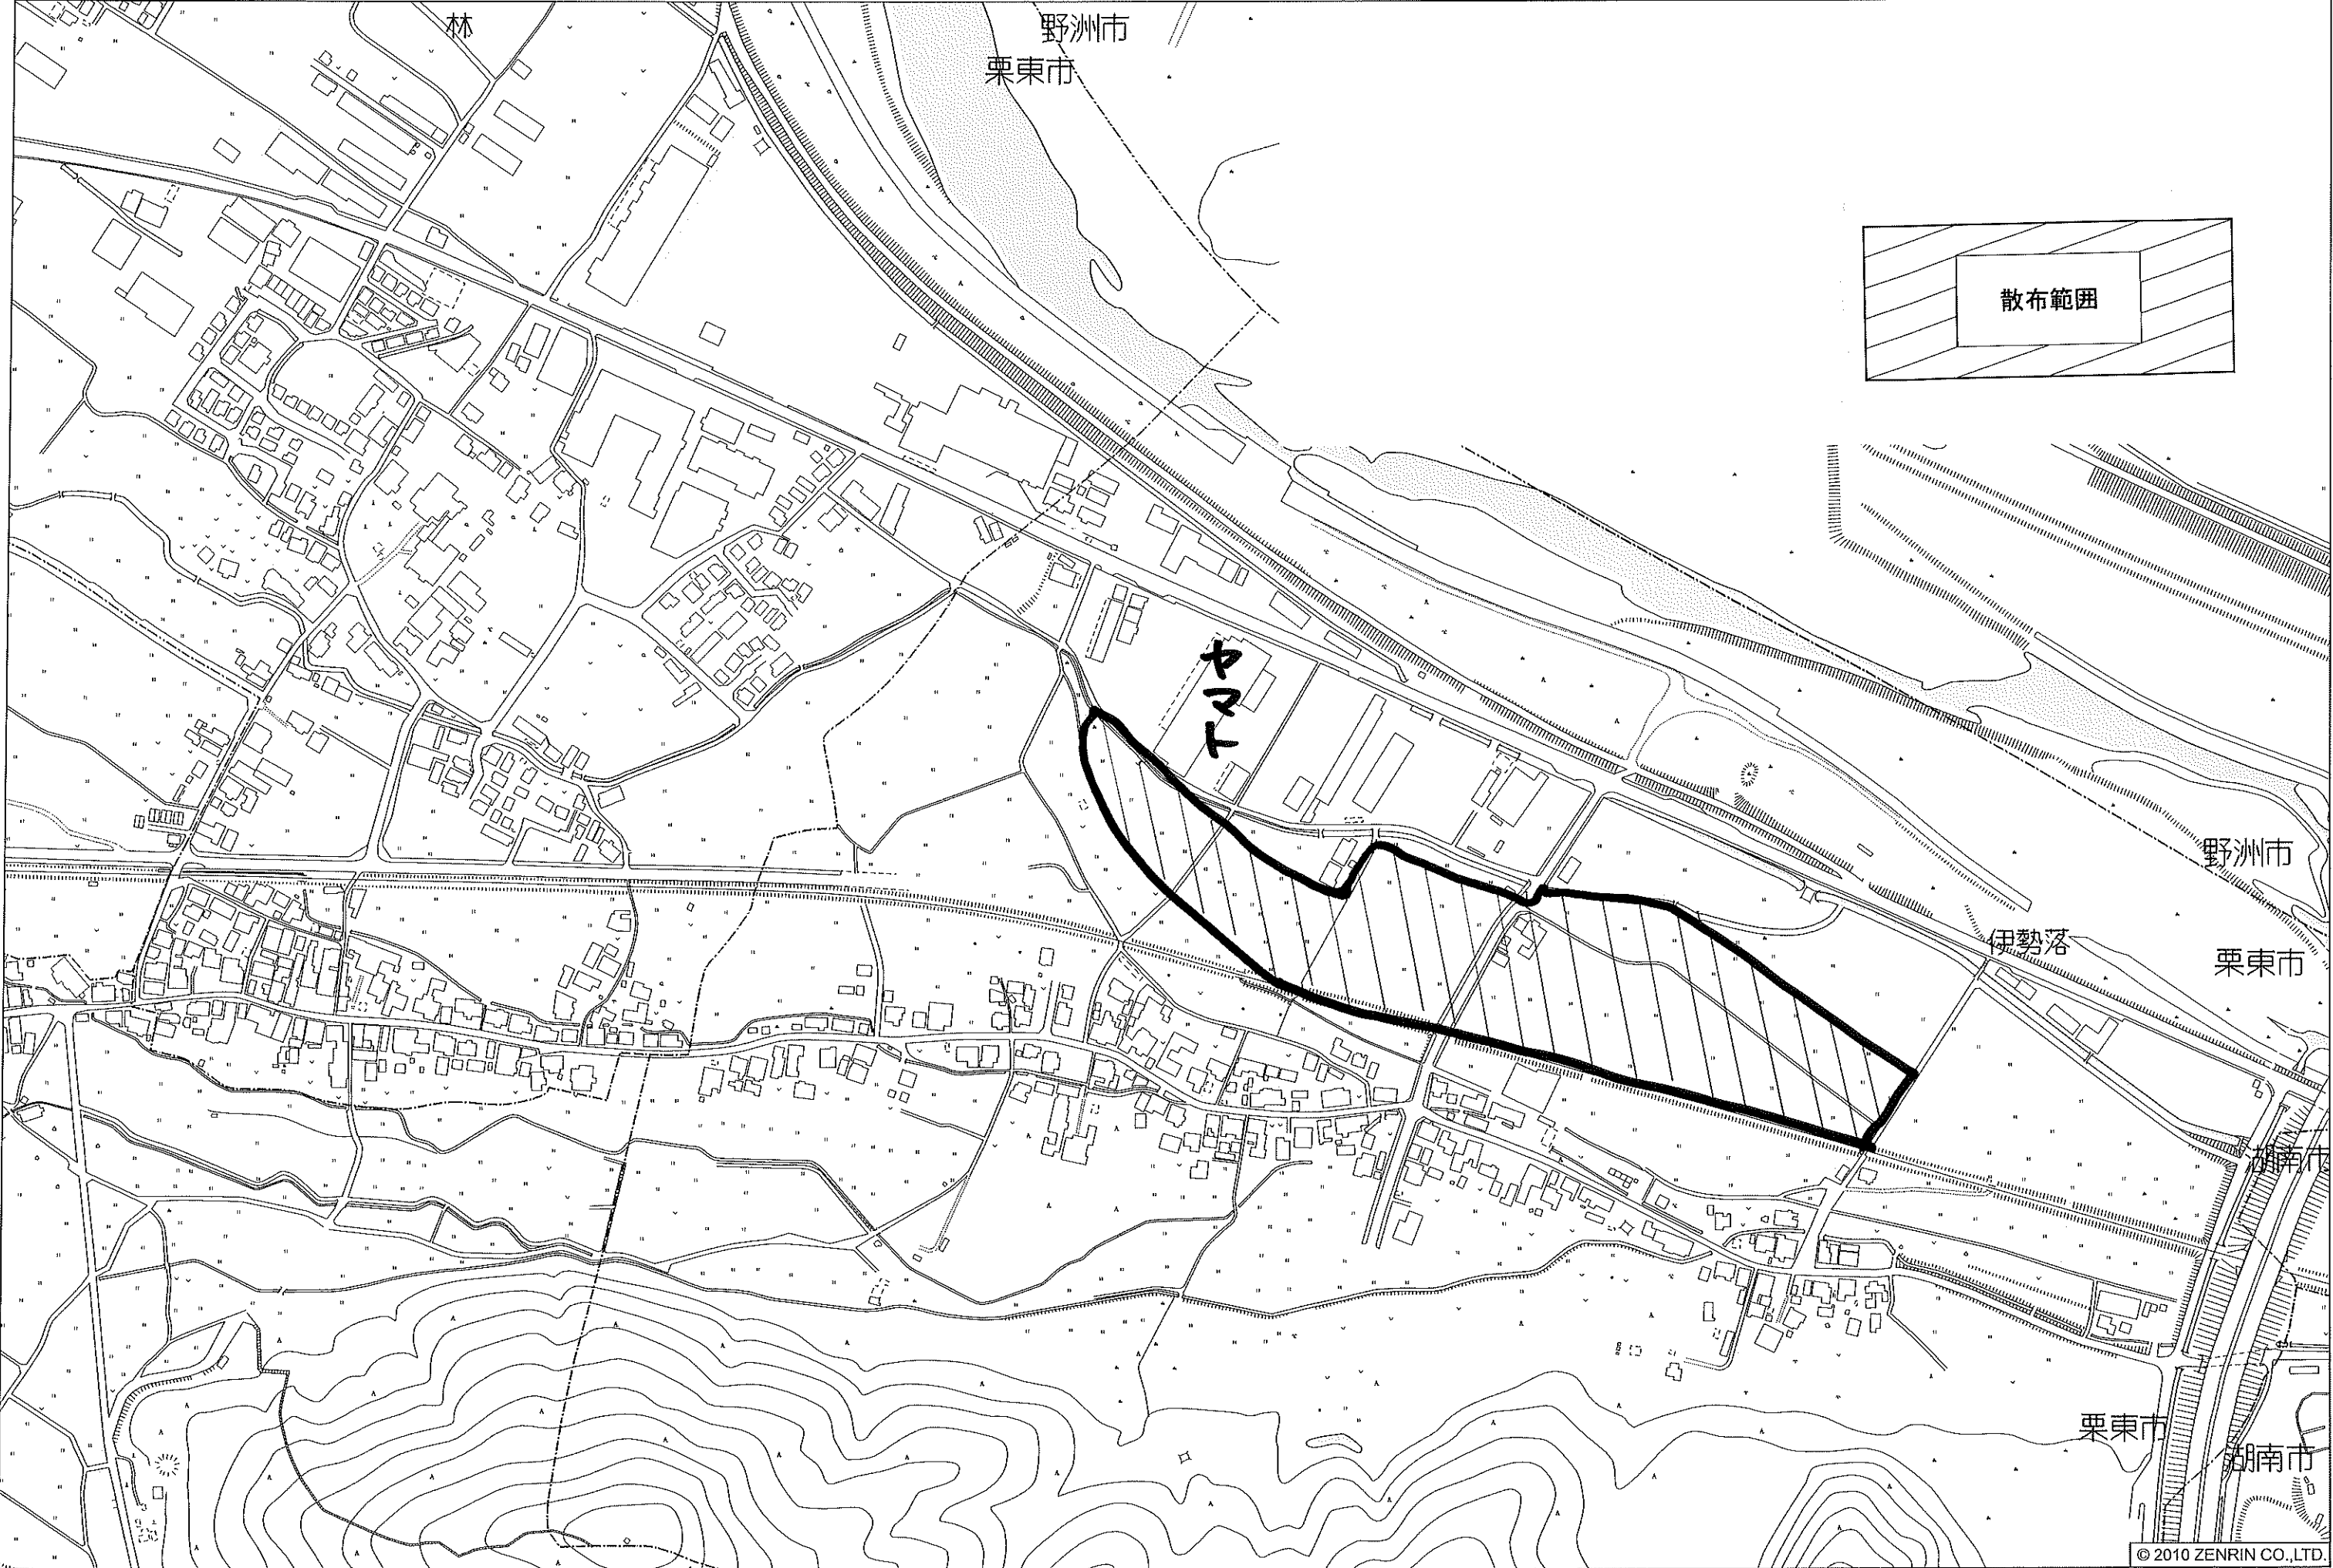 林
野洲市
栗東市
散布範囲
ヤマト
野洲市
伊勢落
栗東市
湖南市
栗東市
湖南市
© 2010 ZENRIN CO.,LTD.